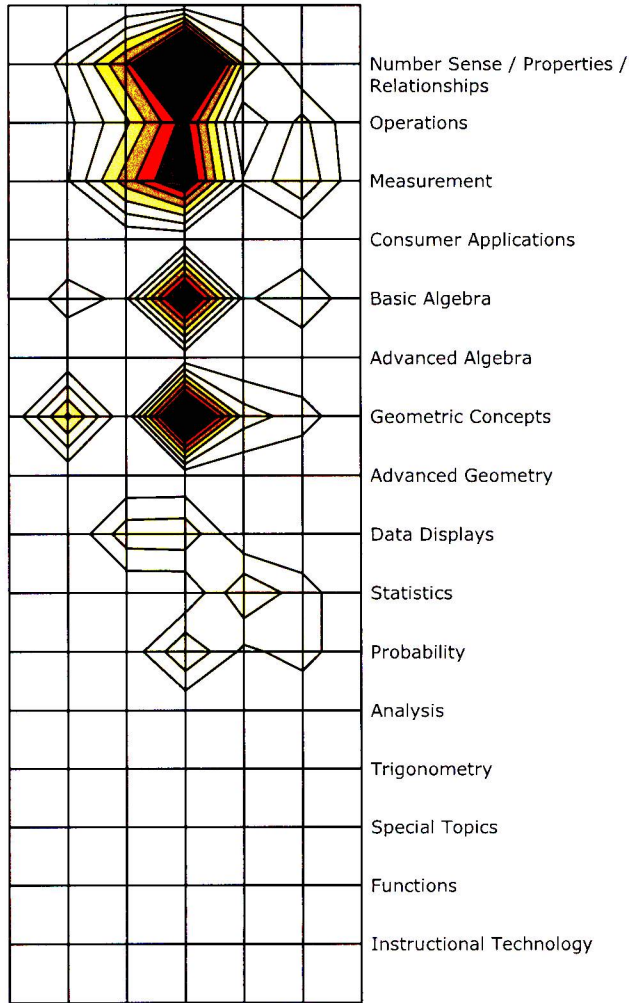 Number Sense / Properties /
Relationships
Operations
Measurement
Consumer Applications
Basic Algebra
Advanced Algebra
Geometric Concepts
Advanced Geometry
Data Displays
Statistics
Probability
Analysis
Trigonometry
Special Topics
Functions
Instructional Technology